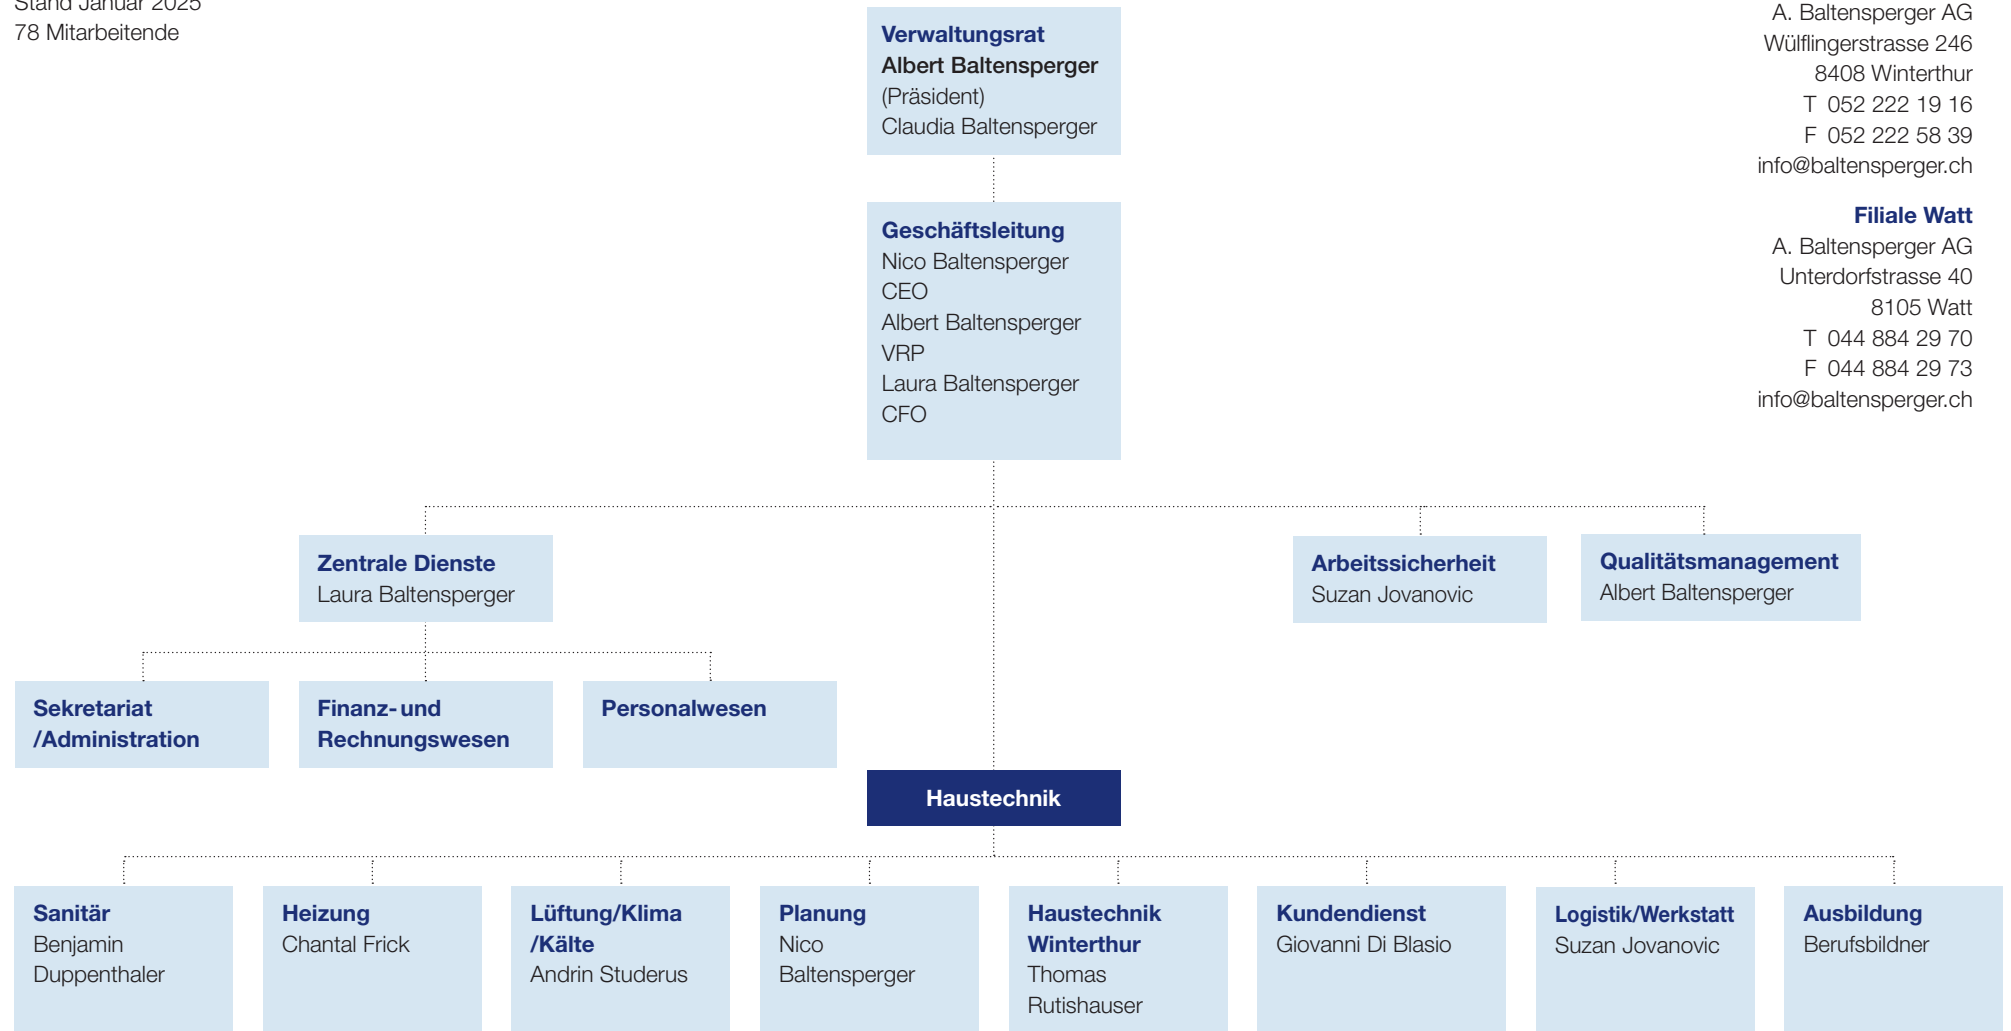 Stand Januar 2025
78 Mitarbeitende
Verwaltungsrat
Albert Baltensperger
(Präsident)
Claudia Baltensperger
A. Baltensperger AG
Wülflingerstrasse 246
8408 Winterthur
T 052 222 19 16
F 052 222 58 39
info@baltensperger.ch
Filiale Watt
A. Baltensperger AG
Unterdorfstrasse 40
8105 Watt
T 044 884 29 70
F 044 884 29 73
info@baltensperger.ch
Geschäftsleitung
Nico Baltensperger
CEO
Albert Baltensperger
VRP
Laura Baltensperger
CFO
Zentrale Dienste
Laura Baltensperger
Arbeitssicherheit
Suzan Jovanovic
Qualitätsmanagement
Albert Baltensperger
Sekretariat
/Administration
Finanz- und
Rechnungswesen
Personalwesen
Haustechnik
Sanitär
Benjamin
Duppenthaler
Heizung
Chantal Frick
Lüftung/Klima
/Kälte
Andrin Studerus
Planung
Nico
Baltensperger
Haustechnik
Winterthur
Thomas
Rutishauser
Kundendienst
Giovanni Di Blasio
Logistik/Werkstatt
Suzan Jovanovic
Ausbildung
Berufsbildner